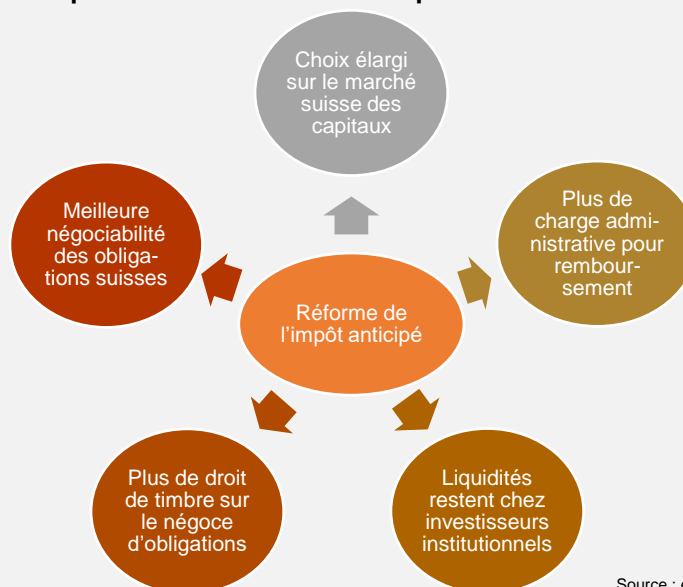 Choix élargi
sur le marché
suisse des
capitaux
Meilleure
négociabilité
des obliga-
tions suisses
Plus de
charge admi-
nistrative pour
rembour-
sement
Réforme de
l'impôt anticipé
Plus de droit
de timbre sur
le négoce
d'obligations
Liquidités
restent chez
investisseurs
institutionnels
Source :